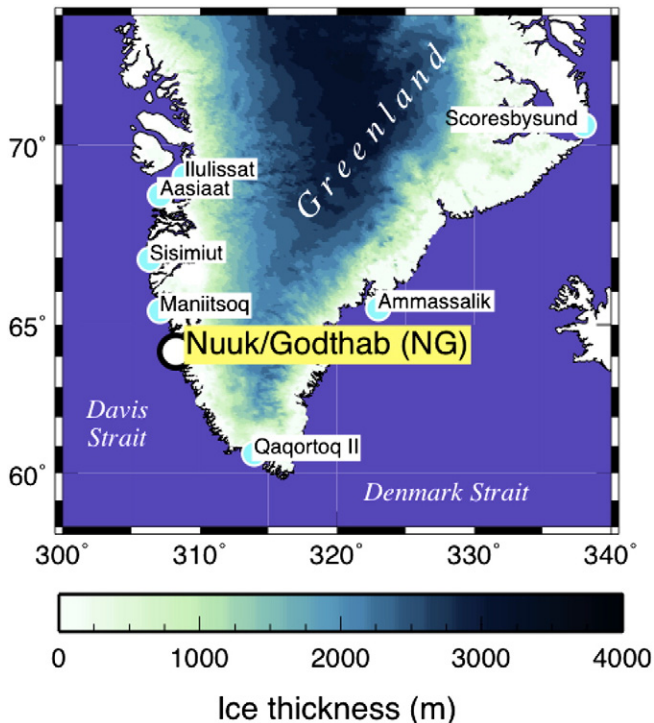 Greenland
Scoresbysund
70°
Ilulissat
Aasiaat
Sisimiut
Maniitsoq
Ammassalik
65°
Nuuk/Godthab (NG)
Davis
Strait
Qaqortoq II
60°
Denmark Strait
300° 310° 320° 330° 340°
0 1000 2000 3000 4000
Ice thickness (m)